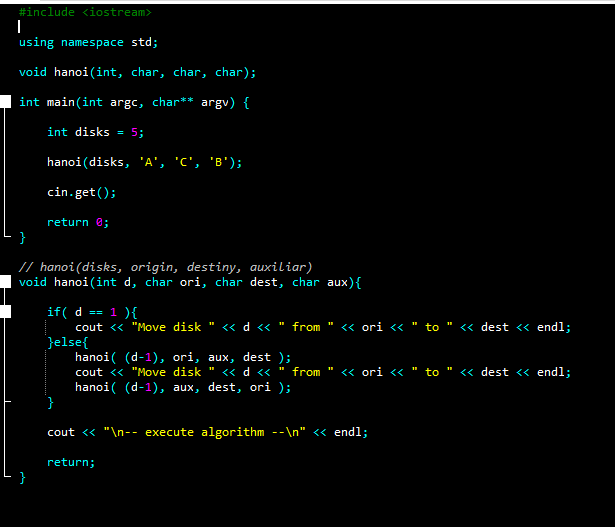 #include <iostream>
using namespace std;
void hanoi(int, char, char, char);
int main(int argc, char** argv) {
    int disks = 5;
    hanoi(disks, 'A', 'C', 'B');
    cin.get();
    return 0;
}
// hanoi(disks, origin, destiny, auxiliar)
void hanoi(int d, char ori, char dest, char aux){
    if( d == 1 ){
        cout << "Move disk " << d << " from " << ori << " to " << dest << endl;
    }else{
        hanoi( (d-1), ori, aux, dest );
        cout << "Move disk " << d << " from " << ori << " to " << dest << endl;
        hanoi( (d-1), aux, dest, ori );
    }
    cout << "\n-- execute algorithm --\n" << endl;
    return;
}